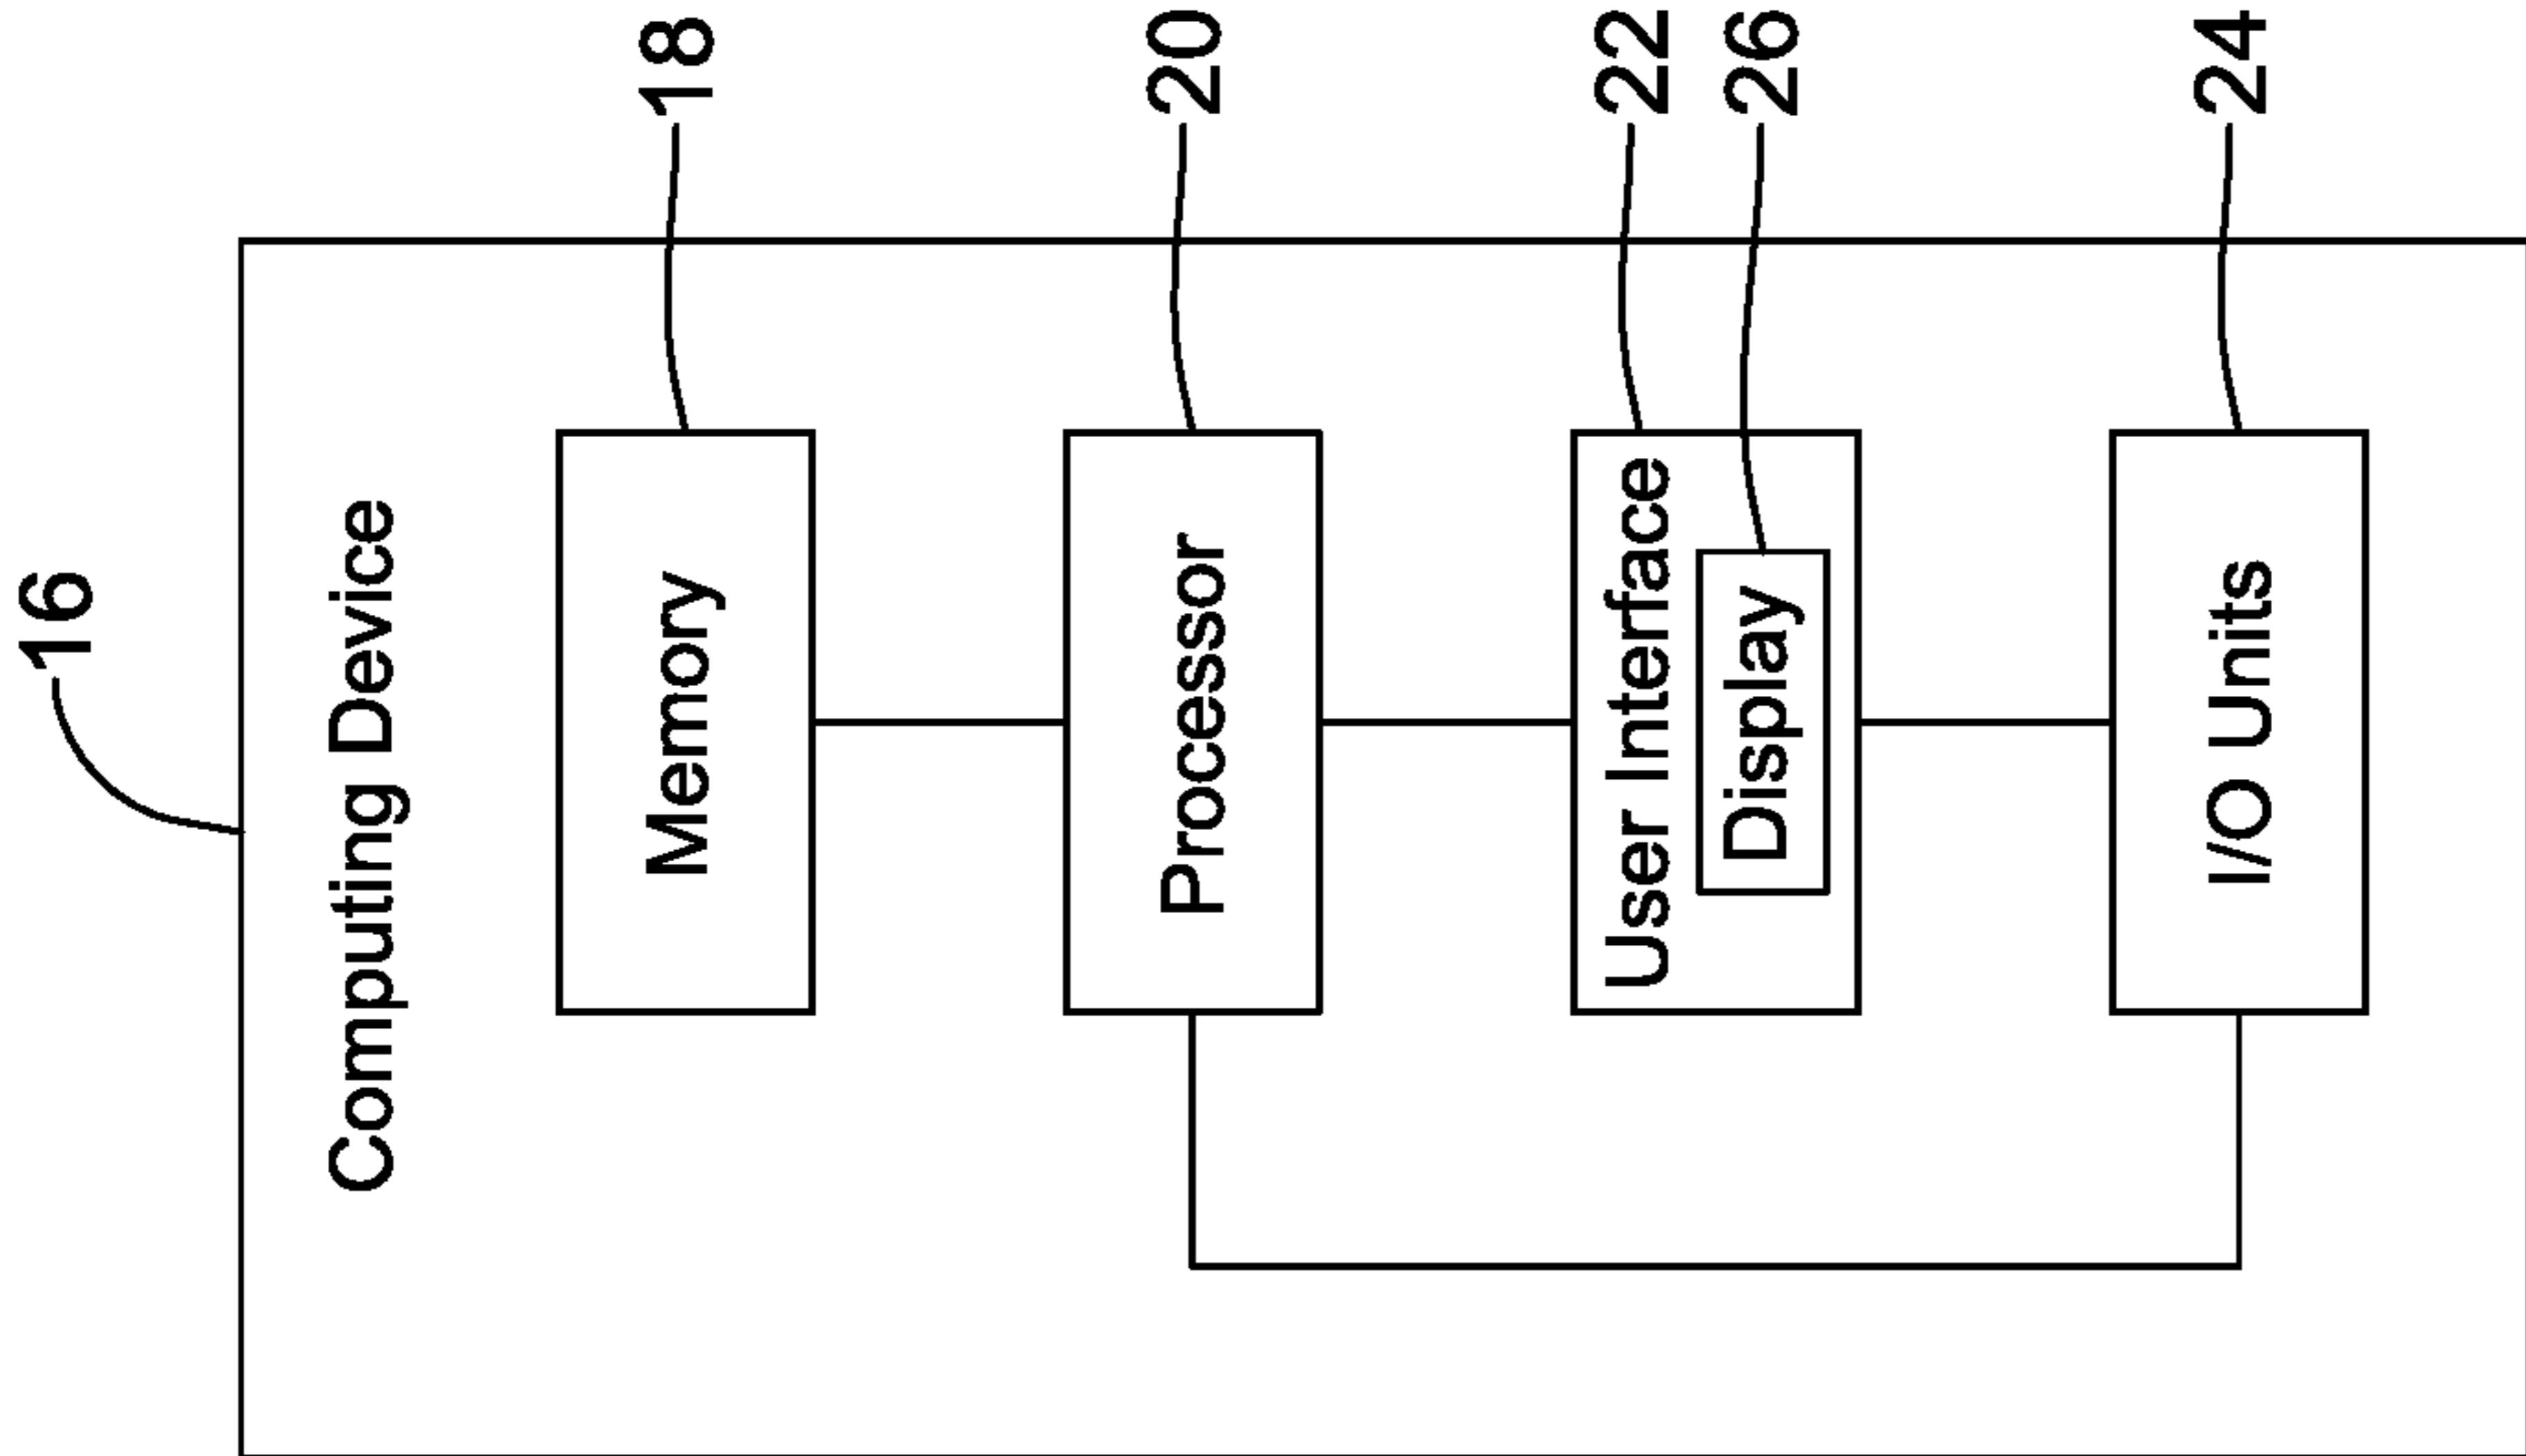 16
Computing Device
Memory
18
Processor
20
User Interface
22
Display
26
I/O Units
24